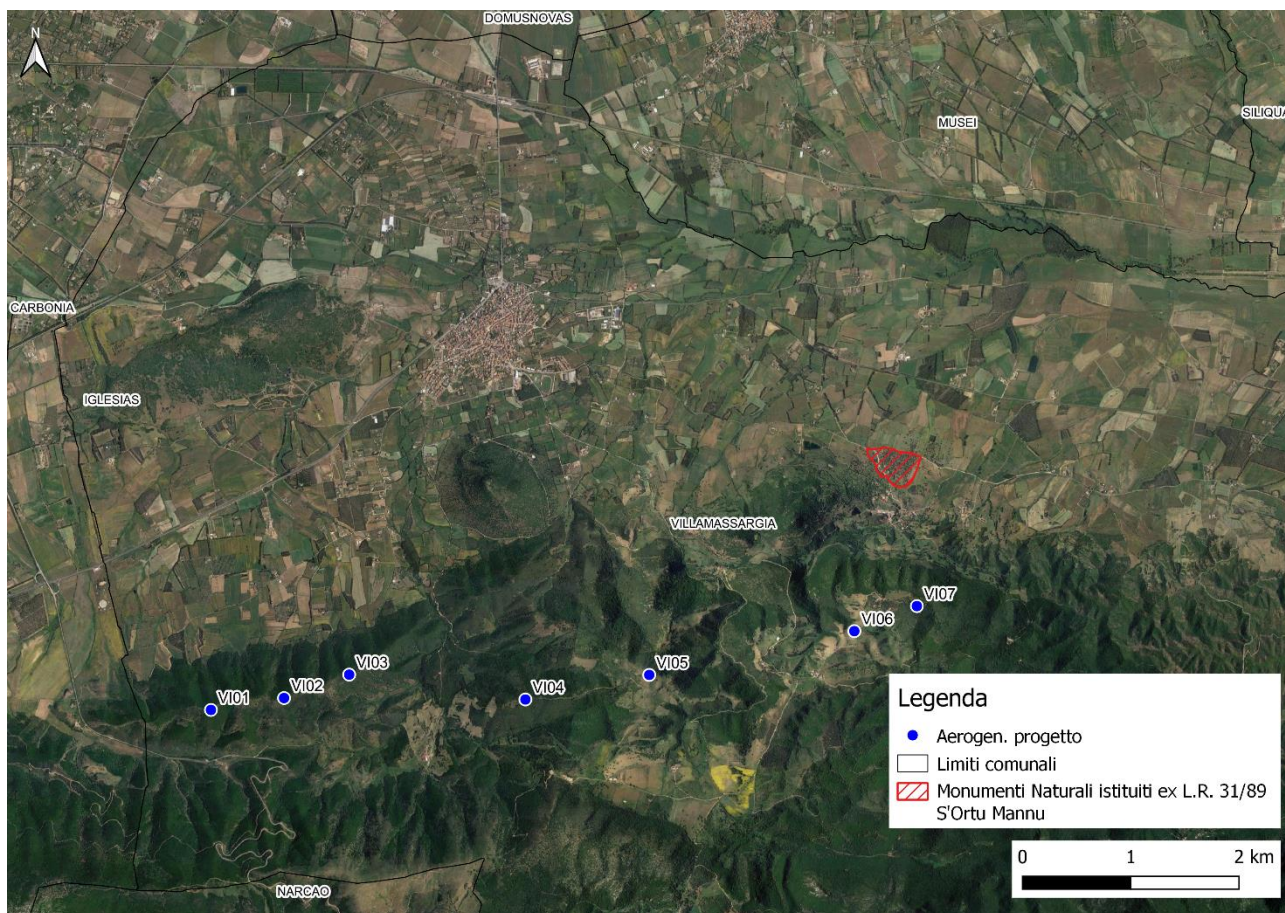 N
DOMUSNOVAS
MUSEI
SILIQUA
CARBONIA
IGLESIAS
VILLAMASSARGIA
VI07
VI06
VI03
VI05
VI02
VI01
VI04
NARCAO
Legenda
Aerogen. progetto
Limiti comunali
Monumenti Naturali istituiti ex L.R. 31/89
S'Ortu Mannu
0 1 2 km